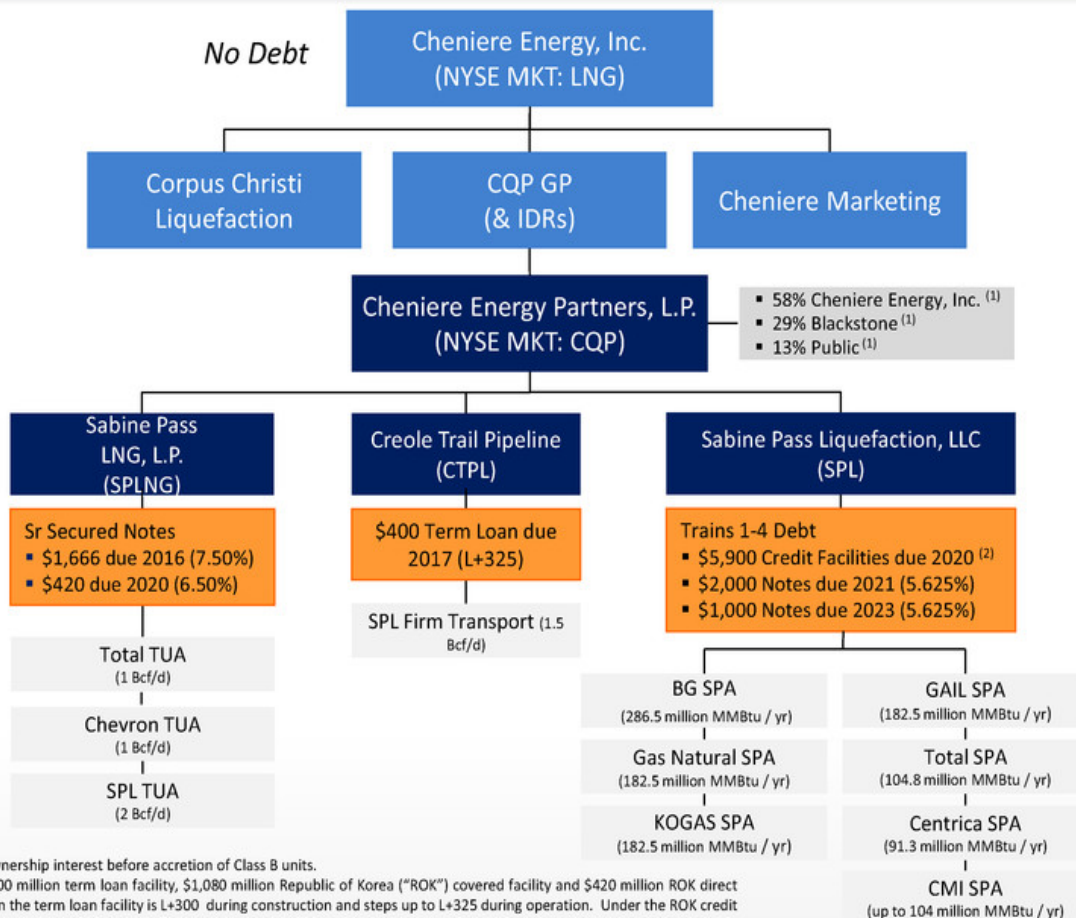 No Debt
Cheniere Energy, Inc.
(NYSE MKT: LNG)
Corpus Christi
Liquefaction
CQP GP
(& IDRs)
Cheniere Marketing
Cheniere Energy Partners, L.P.
(NYSE MKT: CQP)
▪ 58% Cheniere Energy, Inc. (1)
▪ 29% Blackstone (1)
▪ 13% Public (1)
Sabine Pass
LNG, L.P.
(SPLNG)
Creole Trail Pipeline
(CTPL)
Sabine Pass Liquefaction, LLC
(SPL)
Sr Secured Notes
▪ $1,666 due 2016 (7.50%)
▪ $420 due 2020 (6.50%)
$400 Term Loan due
2017 (L+325)
Trains 1-4 Debt
▪ $5,900 Credit Facilities due 2020 (2)
▪ $2,000 Notes due 2021 (5.625%)
▪ $1,000 Notes due 2023 (5.625%)
Total TUA
(1 Bcf/d)
Chevron TUA
(1 Bcf/d)
SPL TUA
(2 Bcf/d)
SPL Firm Transport (1.5
Bcf/d)
BG SPA
(286.5 million MMBtu / yr)
Gas Natural SPA
(182.5 million MMBtu / yr)
KOGAS SPA
(182.5 million MMBtu / yr)
GAIL SPA
(182.5 million MMBtu / yr)
Total SPA
(104.8 million MMBtu / yr)
Centrica SPA
(91.3 million MMBtu / yr)
CMI SPA
(up to 104 million MMBtu / yr)
ownership interest before accretion of Class B units.
00 million term loan facility, $1,080 million Republic of Korea ("ROK") covered facility and $420 million ROK direct
the term loan facility is L+300 during construction and steps up to L+325 during operation. Under the ROK credit